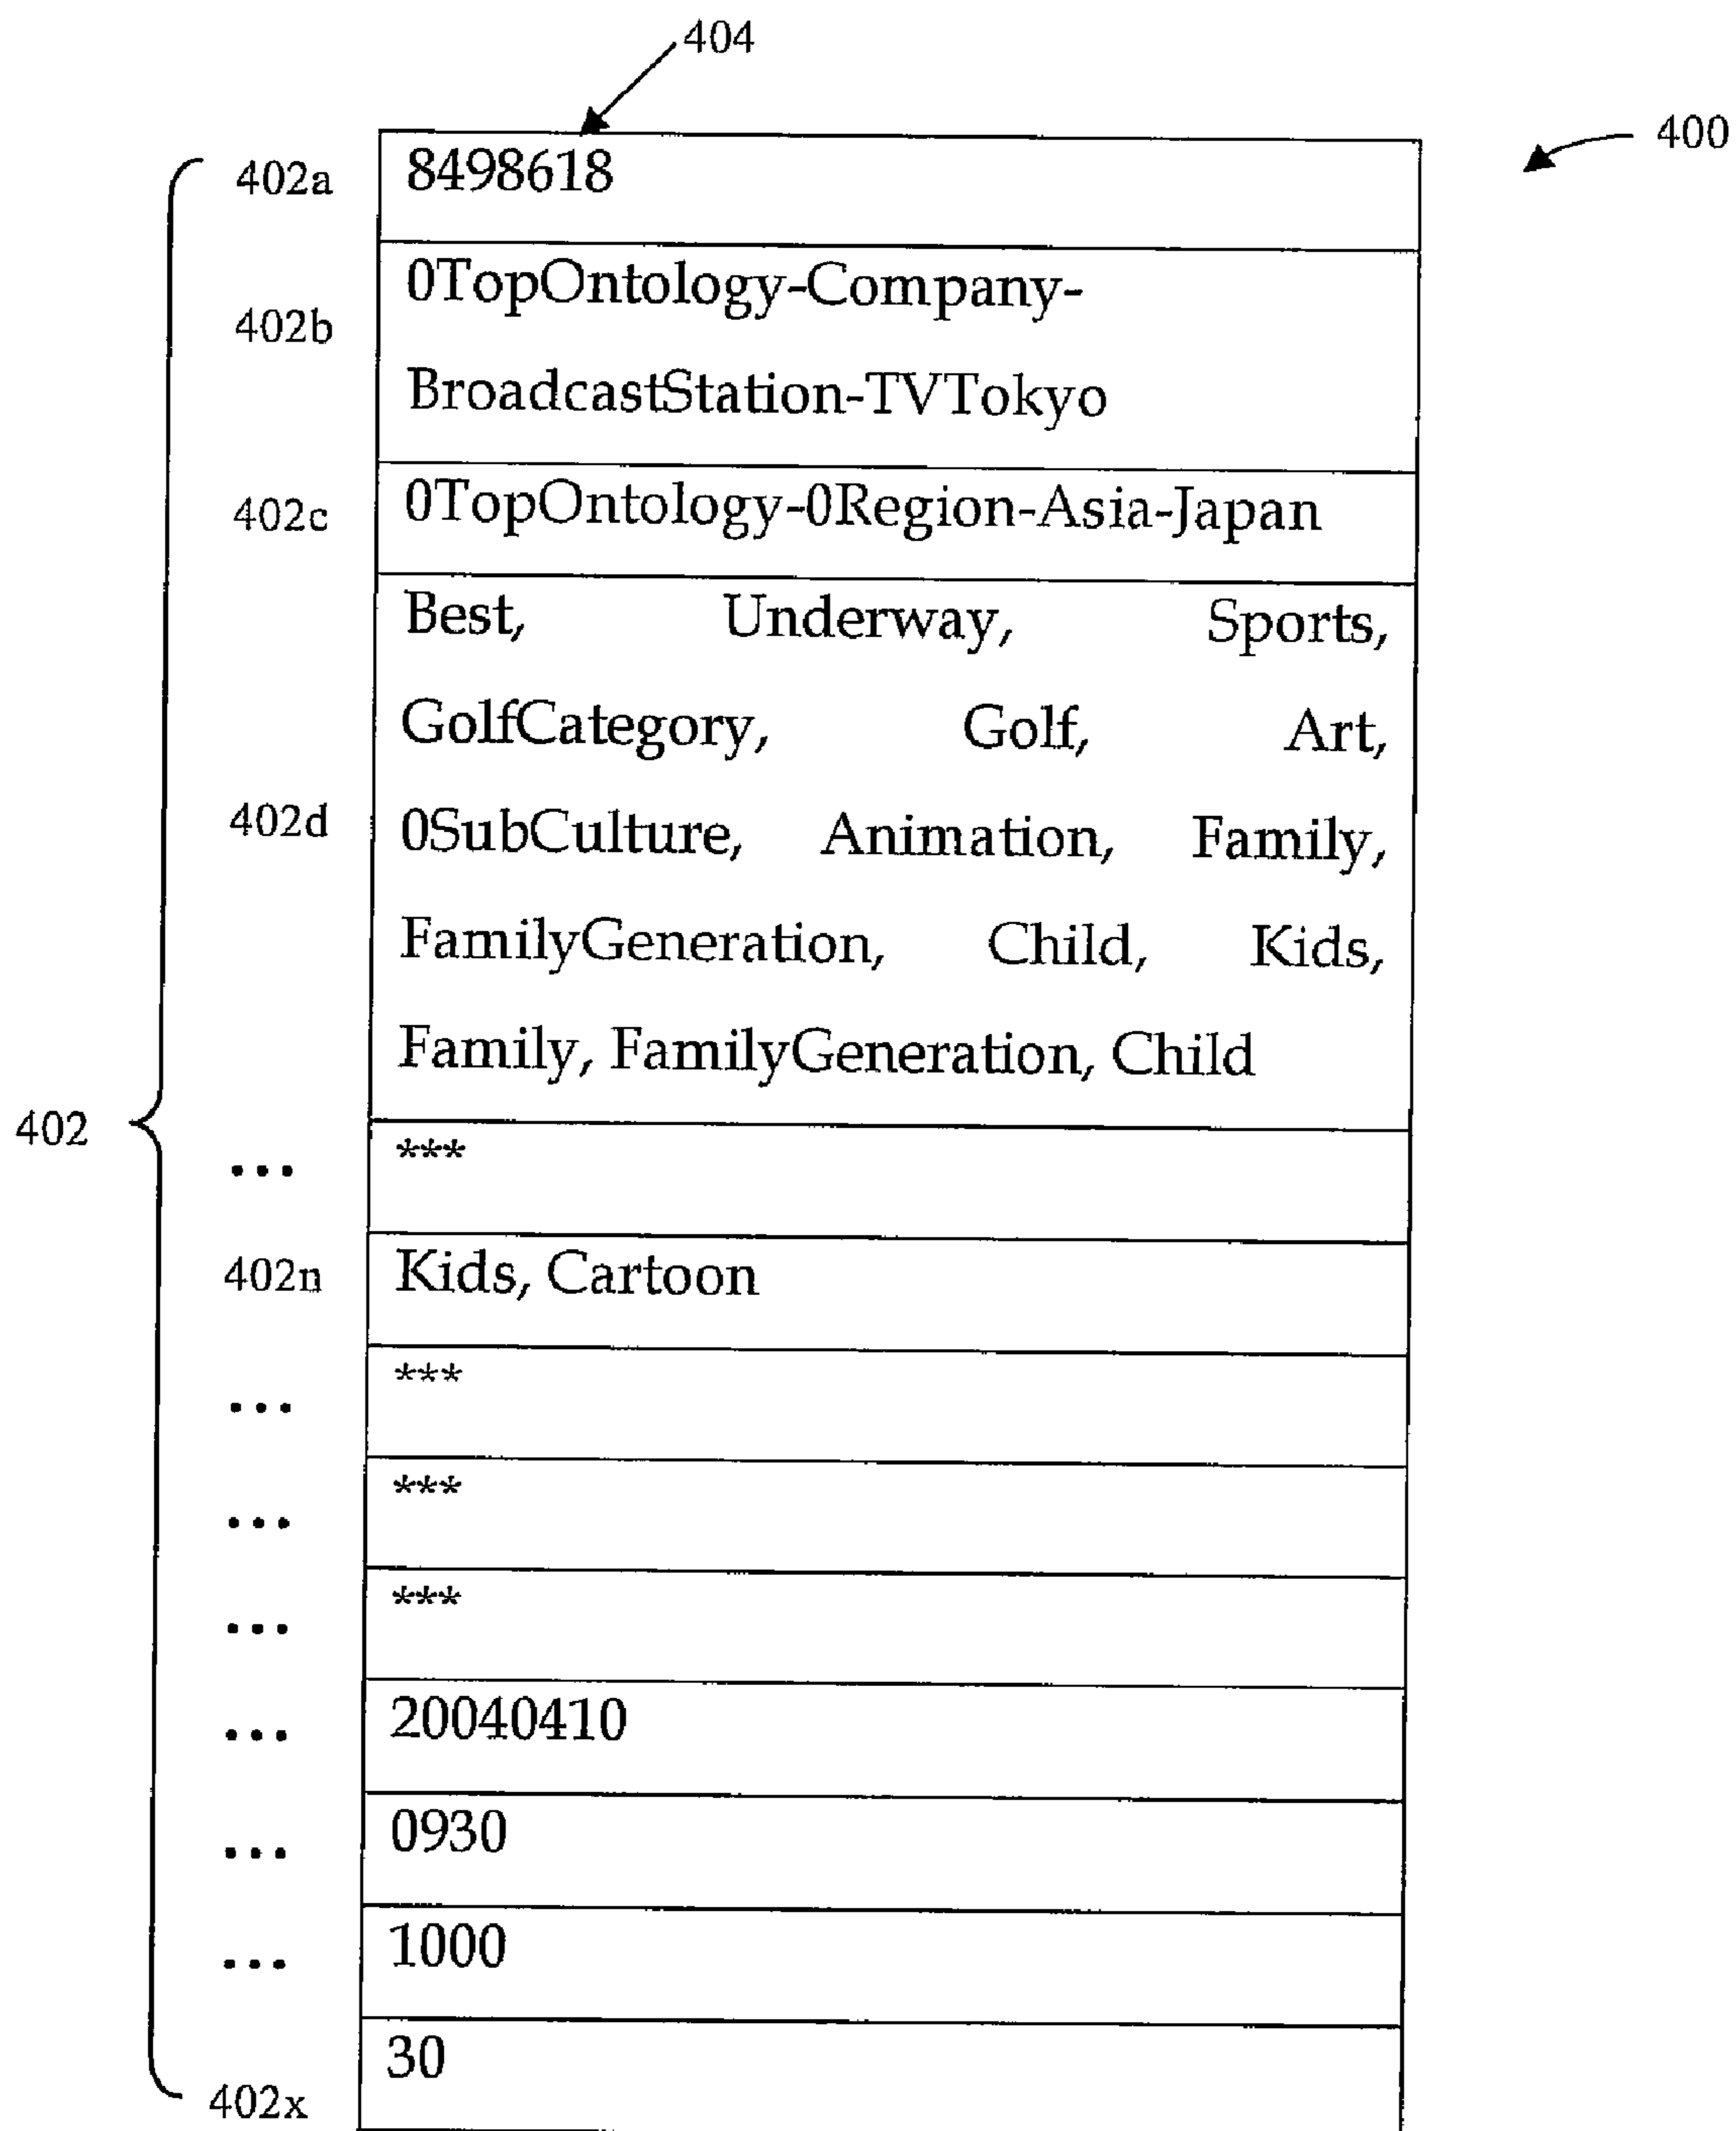 404
400
402a 8498618
0TopOntology-Company-
402b
BroadcastStation-TVTokyo
402c 0TopOntology-0Region-Asia-Japan
Best, Underway, Sports,
GolfCategory, Golf, Art,
402d 0SubCulture, Animation, Family,
FamilyGeneration, Child, Kids,
Family, FamilyGeneration, Child
402
... ***
402n Kids, Cartoon
... ***
... ***
... ***
... 20040410
... 0930
... 1000
30
402x